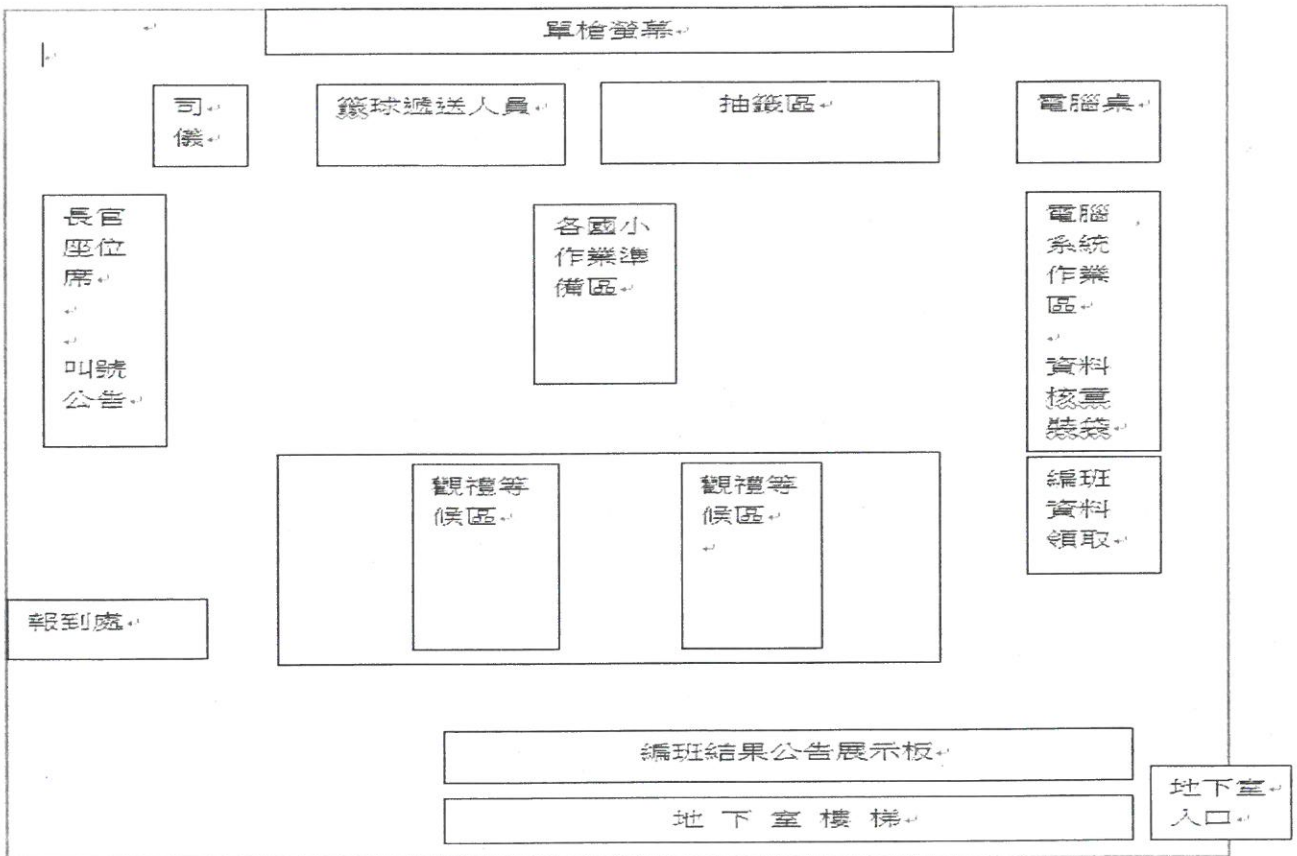 單槍螢幕
司
儀
籤球遞送人員
抽籤區
電腦桌
長官
座位
席
叫號
公告
各國小
作業準
備區
電腦
系統
作業
區
資料
核章
裝袋
觀禮等
候區
觀禮等
候區
編班
資料
領取
報到處
編班結果公告展示板
地下室樓梯
地下室
入口